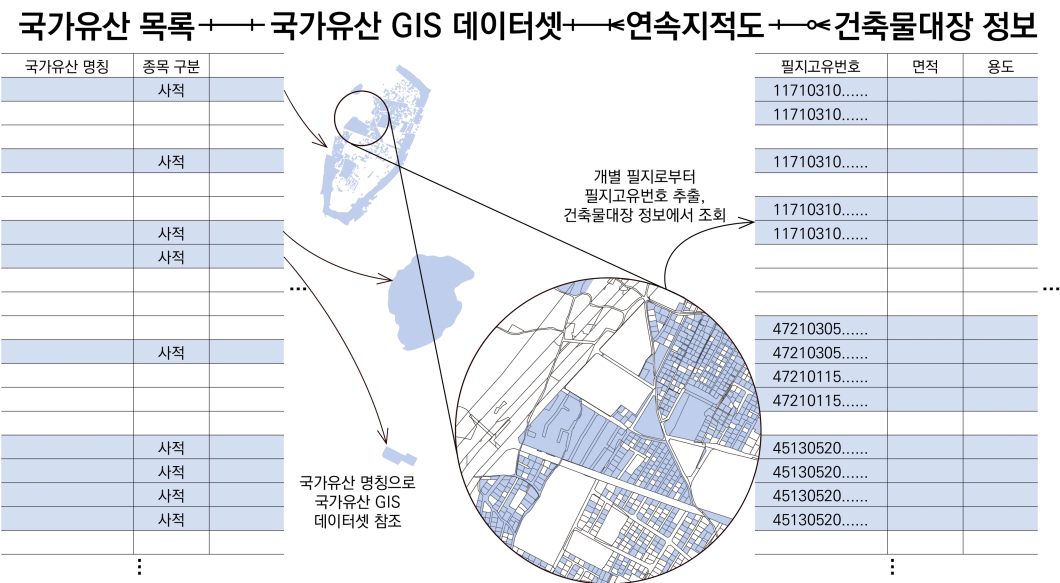 국가유산 목록 국가유산 GIS 데이터셋 연속지적도 건축물대장 정보
국가유산 명칭 종목 구분
사적
사적
사적
사적
사적
사적
사적
사적
사적
...
...
국가유산 명칭으로
국가유산 GIS
데이터셋 참조
개별 필지로부터
필지고유번호 추출,
건축물대장 정보에서 조회
필지고유번호 면적 용도
11710310......
11710310......
11710310......
11710310......
11710310......
47210305......
47210305......
47210115......
47210115......
45130520......
45130520......
45130520......
45130520......
...
...